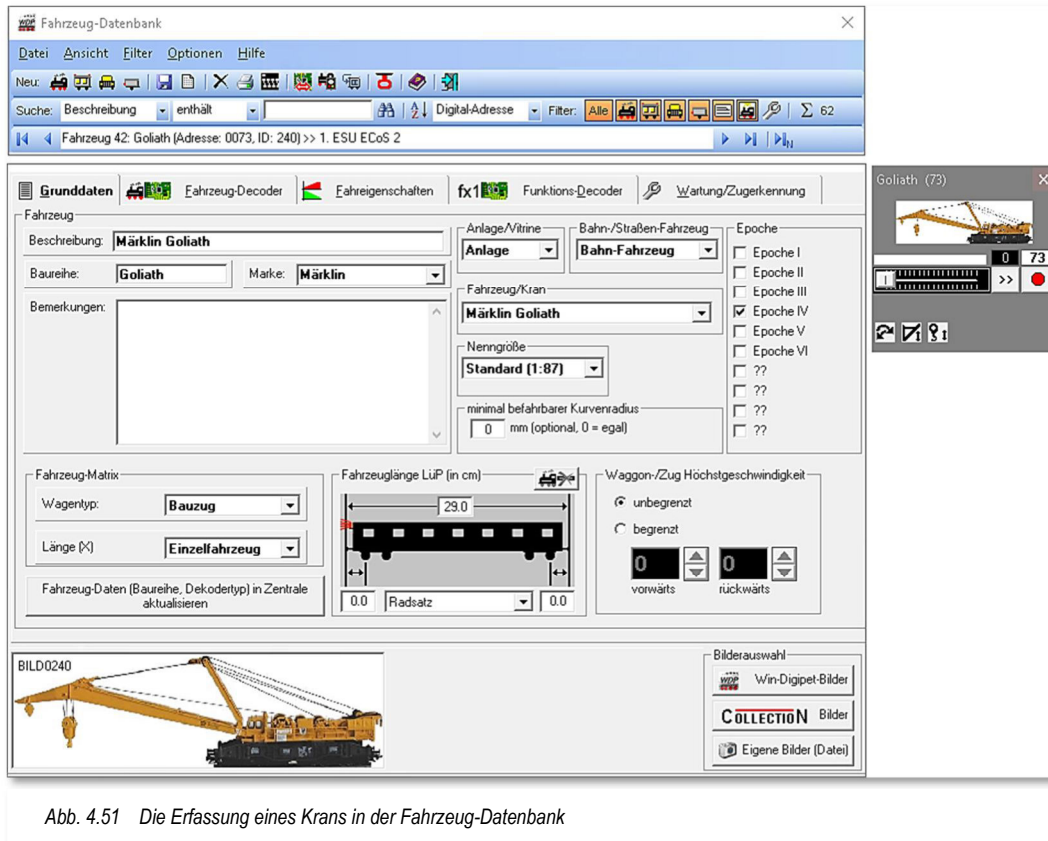 WDP Fahrzeug-Datenbank
Datei Ansicht Filter Optionen Hilfe
Neu:
Suche: Beschreibung enthält Digital-Adresse Filter: Alle Σ 62
Fahrzeug 42: Goliath (Adresse: 0073, ID: 240) >> 1. ESU ECoS 2 N
Grunddaten Fahrzeug-Decoder Fahreigenschaften fx1 Funktions-Decoder Wartung/Zugerkennung
Fahrzeug
Beschreibung: Märklin Goliath
Baureihe: Goliath Marke: Märklin
Bemerkungen:
Anlage/Vitrine
Anlage
Bahn-/Straßen-Fahrzeug
Bahn-Fahrzeug
Fahrzeug/Kran
Märklin Goliath
Nenngröße
Standard (1:87)
minimal befahrbarer Kurvenradius
0 mm (optional, 0 = egal)
Epoche
Epoche I
Epoche II
Epoche III
Epoche IV
Epoche V
Epoche VI
??
??
??
??
Goliath (73) X
0 73
>>
Fahrzeug-Matrix
Wagentyp: Bauzug
Länge (X) Einzelfahrzeug
Fahrzeug-Daten (Baureihe, Dekodertyp) in Zentrale
aktualisieren
Fahrzeuglänge LüP (in cm)
29.0
0.0 Radsatz 0.0
Waggon-/Zug Höchstgeschwindigkeit
unbegrenzt
begrenzt
0 0
vorwärts rückwärts
BILD0240
Bilderauswahl
WDP Win-Digipet-Bilder
COLLECTION Bilder
Eigene Bilder (Datei)
Abb. 4.51 Die Erfassung eines Krans in der Fahrzeug-Datenbank